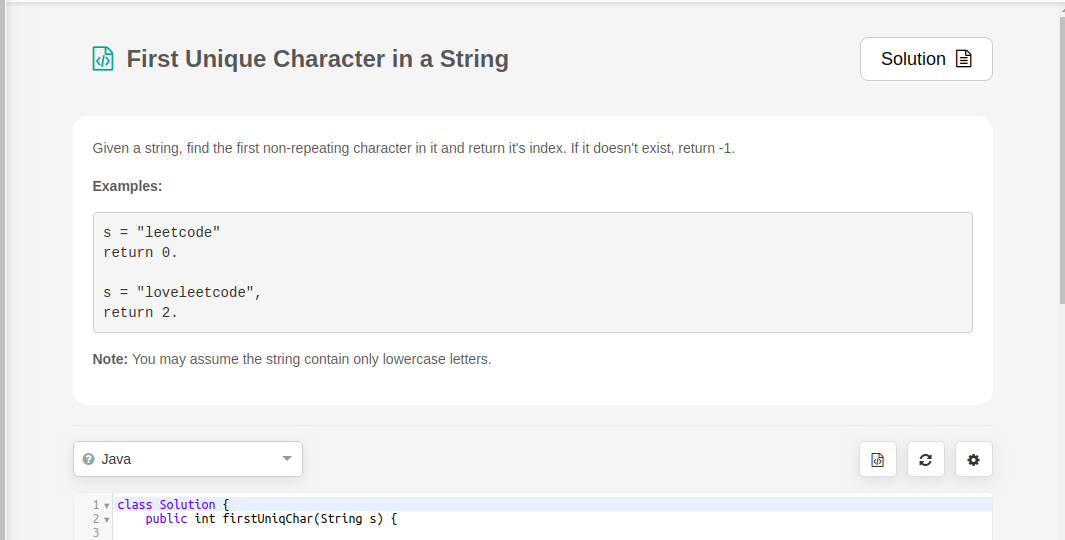 First Unique Character in a String
Solution
Given a string, find the first non-repeating character in it and return it's index. If it doesn't exist, return -1.
Examples:
s = "leetcode"
return 0.
s = "loveleetcode",
return 2.
Note: You may assume the string contain only lowercase letters.
Java
1 class Solution {
2 public int firstUniqChar(String s) {
3